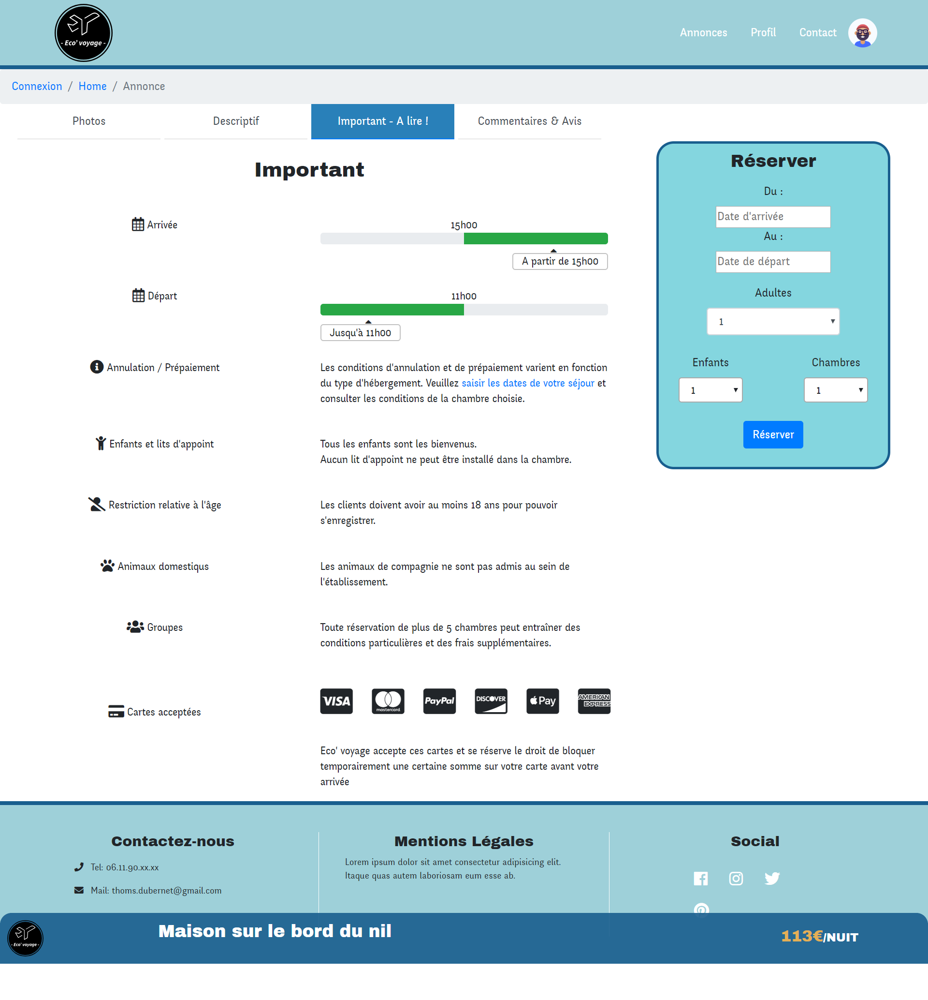 - Eco' voyage -
Annonces
Profil
Contact
Connexion / Home / Annonce
Photos
Descriptif
Important - A lire !
Commentaires & Avis
Important
Arrivée
15h00
A partir de 15h00
Départ
11h00
Jusqu'à 11h00
Annulation / Prépaiement
Les conditions d'annulation et de prépaiement varient en fonction
du type d'hébergement. Veuillez saisir les dates de votre séjour et
consulter les conditions de la chambre choisie.
Enfants et lits d'appoint
Tous les enfants sont les bienvenus.
Aucun lit d'appoint ne peut être installé dans la chambre.
Restriction relative à l'âge
Les clients doivent avoir au moins 18 ans pour pouvoir
s'enregistrer.
Animaux domestiqus
Les animaux de compagnie ne sont pas admis au sein de
l'établissement.
Groupes
Toute réservation de plus de 5 chambres peut entraîner des
conditions particulières et des frais supplémentaires.
Cartes acceptées
VISA
mastercard
PayPal
DISCOVER
Pay
AMERICAN
EXPRESS
Eco' voyage accepte ces cartes et se réserve le droit de bloquer
temporairement une certaine somme sur votre carte avant votre
arrivée
Réserver
Du :
Date d'arrivée
Au :
Date de départ
Adultes
1
Enfants
Chambres
1
1
Réserver
Contactez-nous
Tel: 06.11.90.xx.xx
Mail: thoms.dubernet@gmail.com
Mentions Légales
Lorem ipsum dolor sit amet consectetur adipisicing elit.
Itaque quas autem laboriosam eum esse ab.
Social
- Eco' voyage -
Maison sur le bord du nil
113€/NUIT